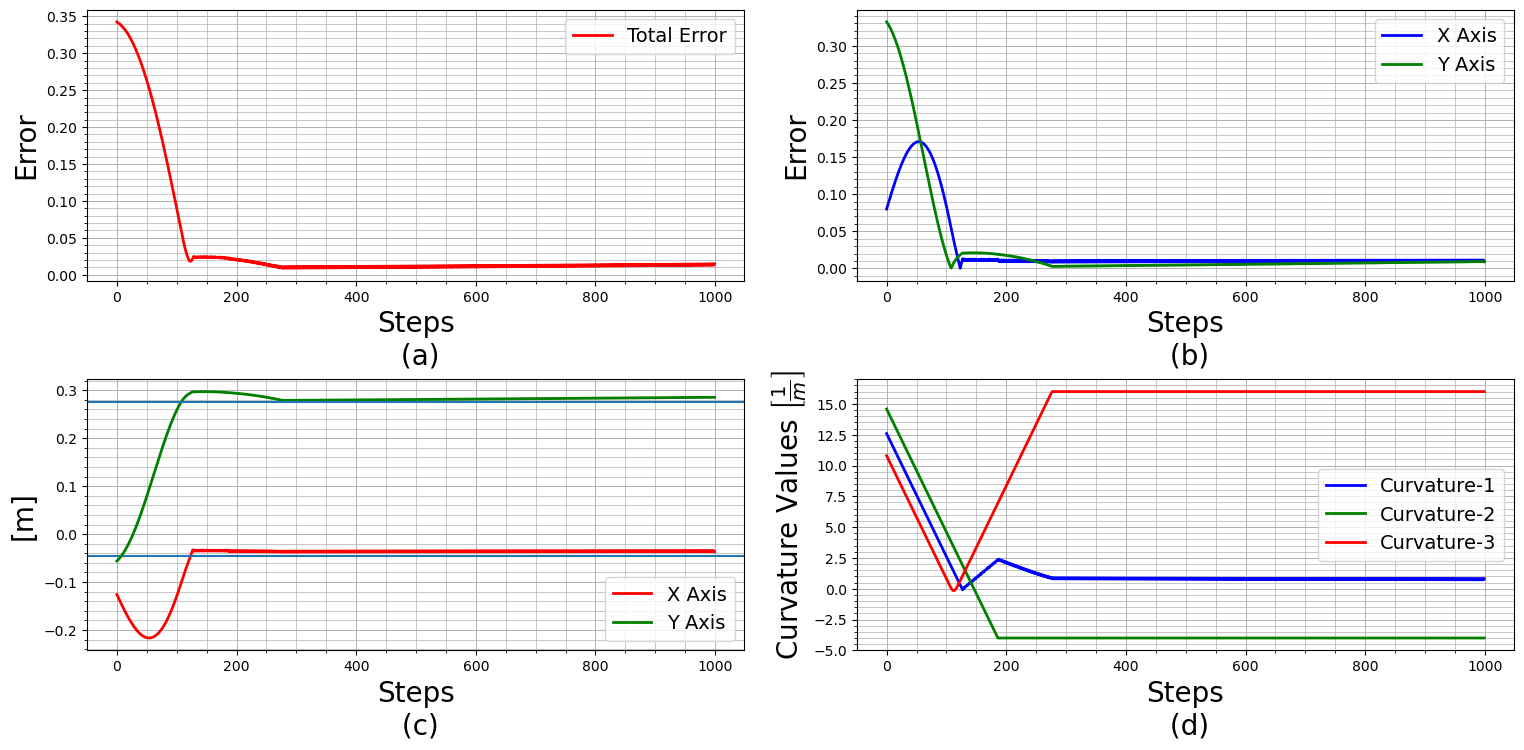 0.35
0.30
0.25
0.20
0.15
0.10
0.05
0.00
Error
Total Error
0 200 400 600 800 1000
Steps
(a)
0.30
0.25
0.20
0.15
0.10
0.05
0.00
Error
X Axis
Y Axis
0 200 400 600 800 1000
Steps
(b)
0.3
0.2
0.1
0.0
−0.1
−0.2
[m]
X Axis
Y Axis
0 200 400 600 800 1000
Steps
(c)
15.0
12.5
10.0
7.5
5.0
2.5
0.0
−2.5
−5.0
Curvature Values [1/m]
Curvature-1
Curvature-2
Curvature-3
0 200 400 600 800 1000
Steps
(d)